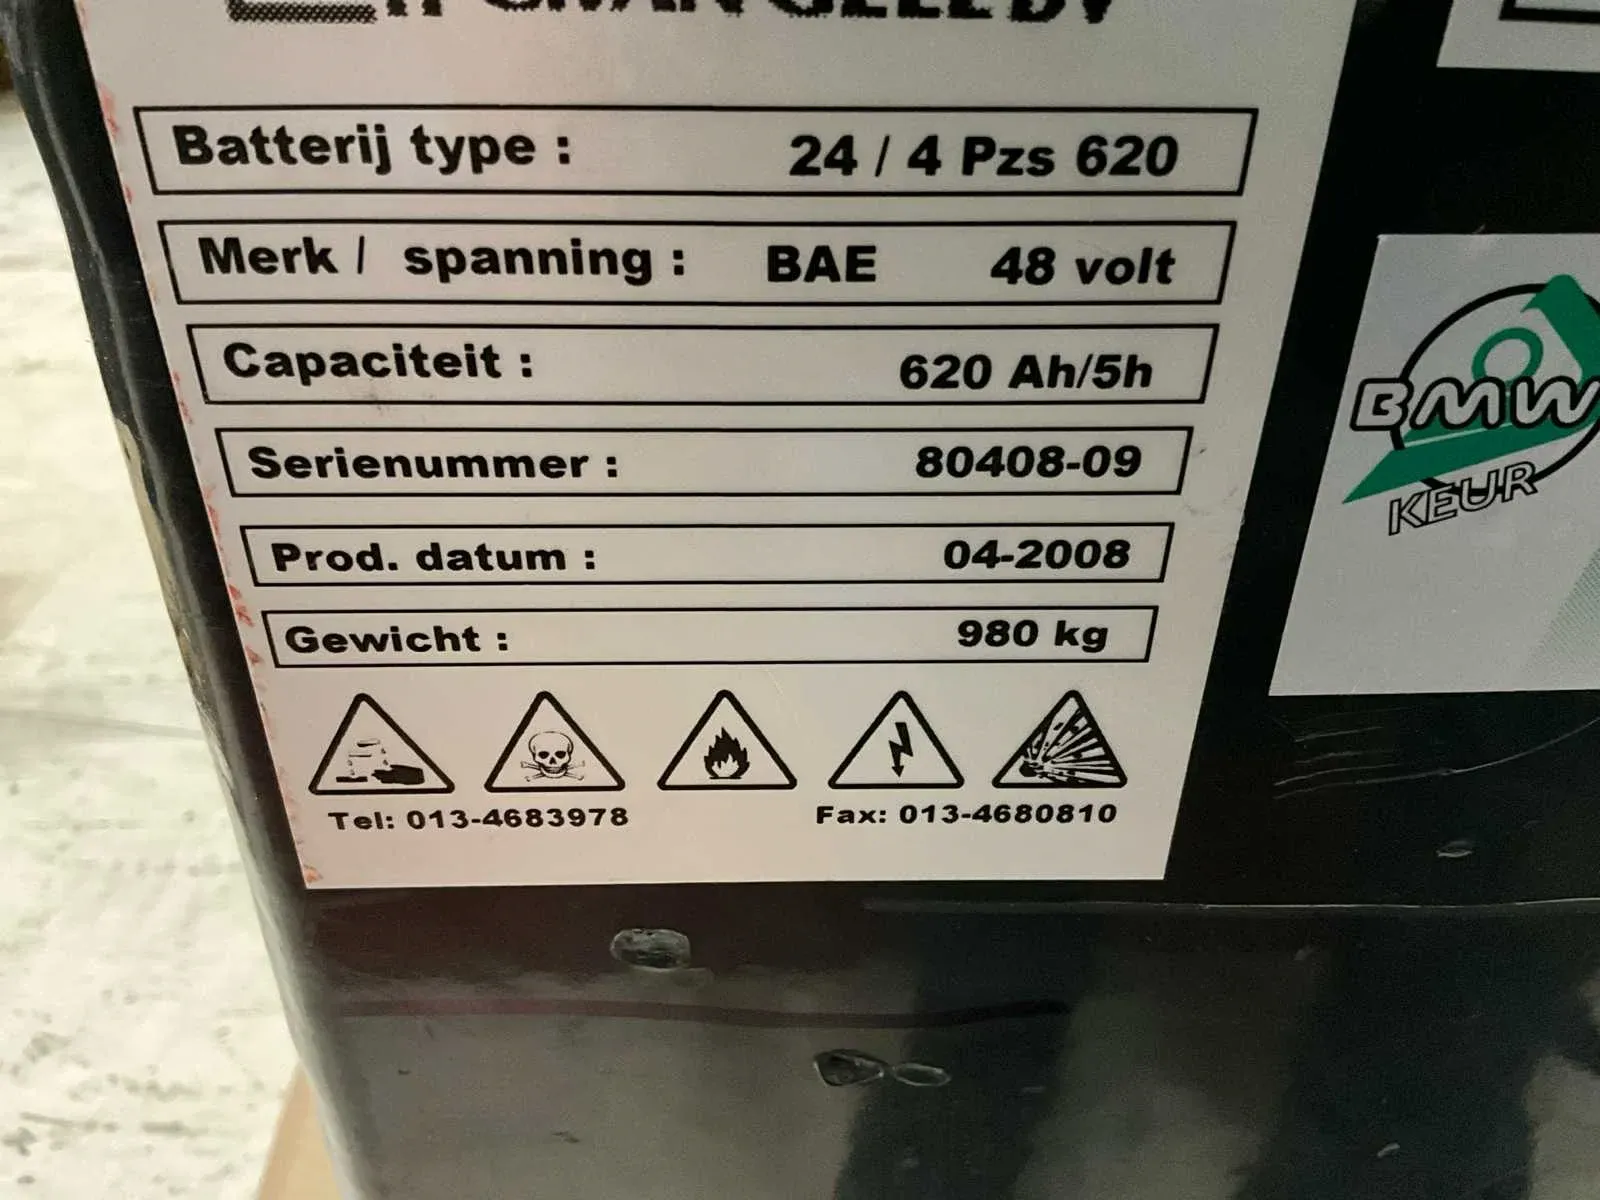 Batterij type : 24 / 4 Pzs 620
Merk / spanning : BAE 48 volt
Capaciteit : 620 Ah/5h
Serienummer : 80408-09
Prod. datum : 04-2008
Gewicht : 980 kg
Tel: 013-4683978 Fax: 013-4680810
BMW
KEUR